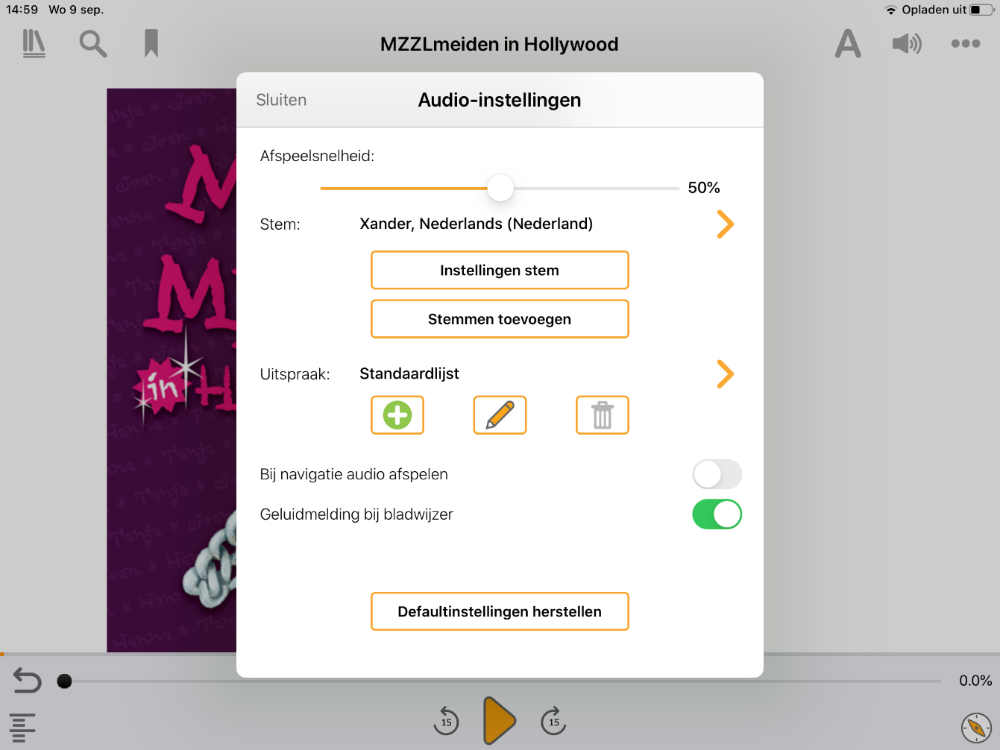 14:59 Wo 9 sep.
Opladen uit
MZZLmeiden in Hollywood
A
Sluiten
Audio-instellingen
Afspeelsnelheid:
50%
Stem:
Xander, Nederlands (Nederland)
Instellingen stem
Stemmen toevoegen
Uitspraak:
Standaardlijst
Bij navigatie audio afspelen
Geluidmelding bij bladwijzer
Defaultinstellingen herstellen
in
0.0%
15
15